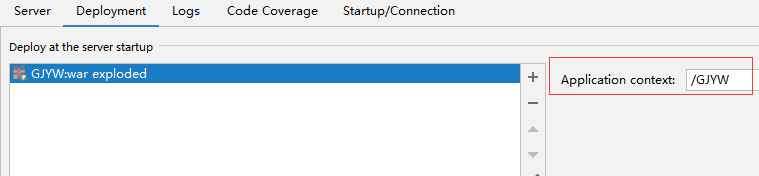 Server Deployment Logs Code Coverage Startup/Connection
Deploy at the server startup
GJYW:war exploded
Application context: /GJYW